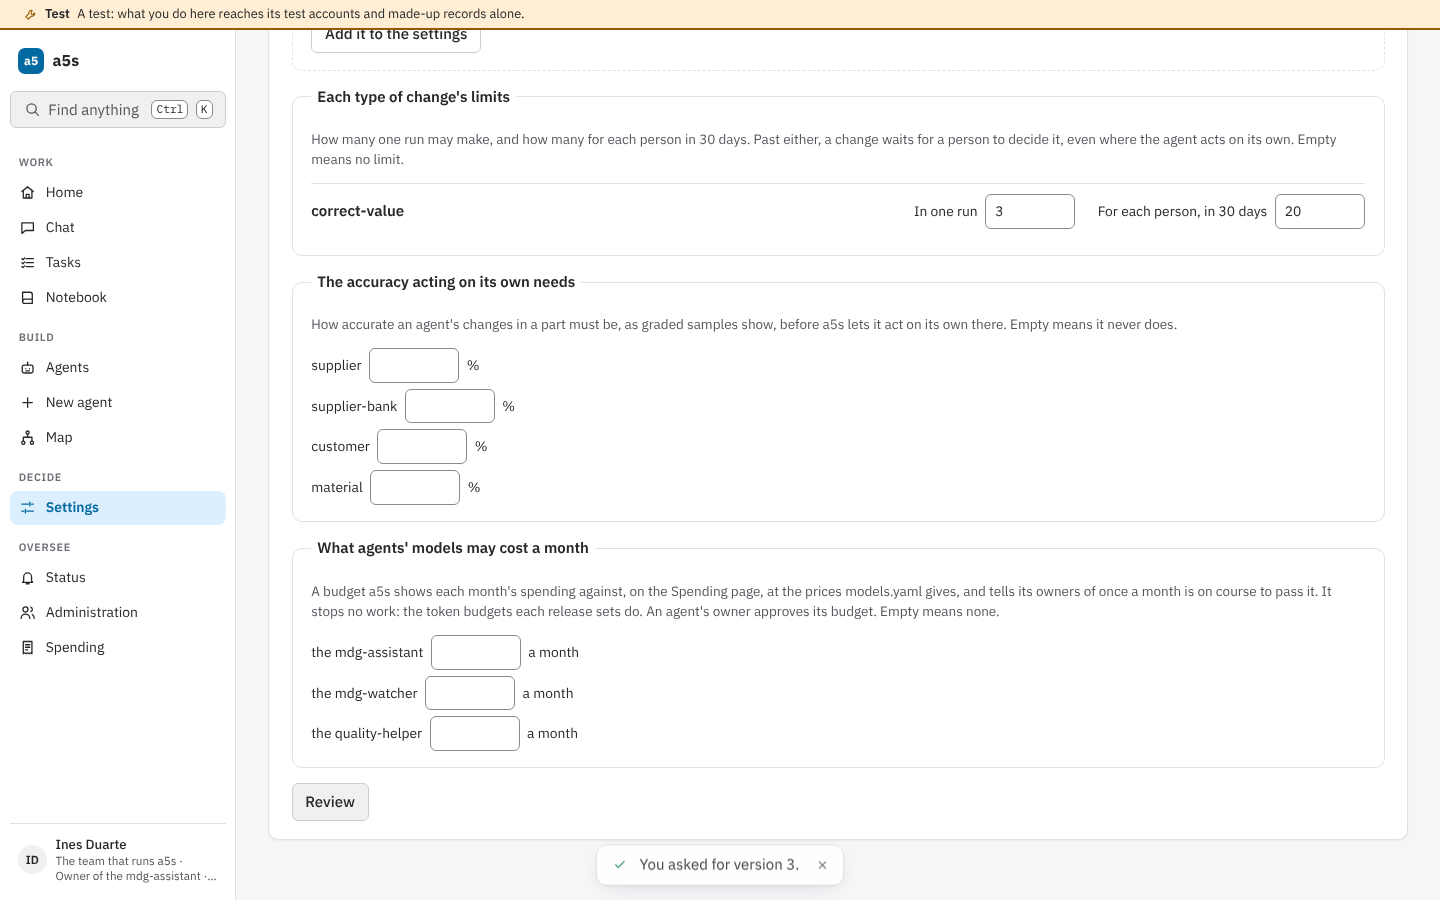 Test A test: what you do here reaches its test accounts and made-up records alone.
a5 a5s
Find anything Ctrl K
WORK
Home
Chat
Tasks
Notebook
BUILD
Agents
New agent
Map
DECIDE
Settings
OVERSEE
Status
Administration
Spending
ID Ines Duarte
The team that runs a5s ·
Owner of the mdg-assistant ·...
Add it to the settings
Each type of change's limits
How many one run may make, and how many for each person in 30 days. Past either, a change waits for a person to decide it, even where the agent acts on its own. Empty
means no limit.
correct-value In one run 3 For each person, in 30 days 20
The accuracy acting on its own needs
How accurate an agent's changes in a part must be, as graded samples show, before a5s lets it act on its own there. Empty means it never does.
supplier %
supplier-bank %
customer %
material %
What agents' models may cost a month
A budget a5s shows each month's spending against, on the Spending page, at the prices models.yaml gives, and tells its owners of once a month is on course to pass it. It
stops no work: the token budgets each release sets do. An agent's owner approves its budget. Empty means none.
the mdg-assistant a month
the mdg-watcher a month
the quality-helper a month
Review
You asked for version 3.